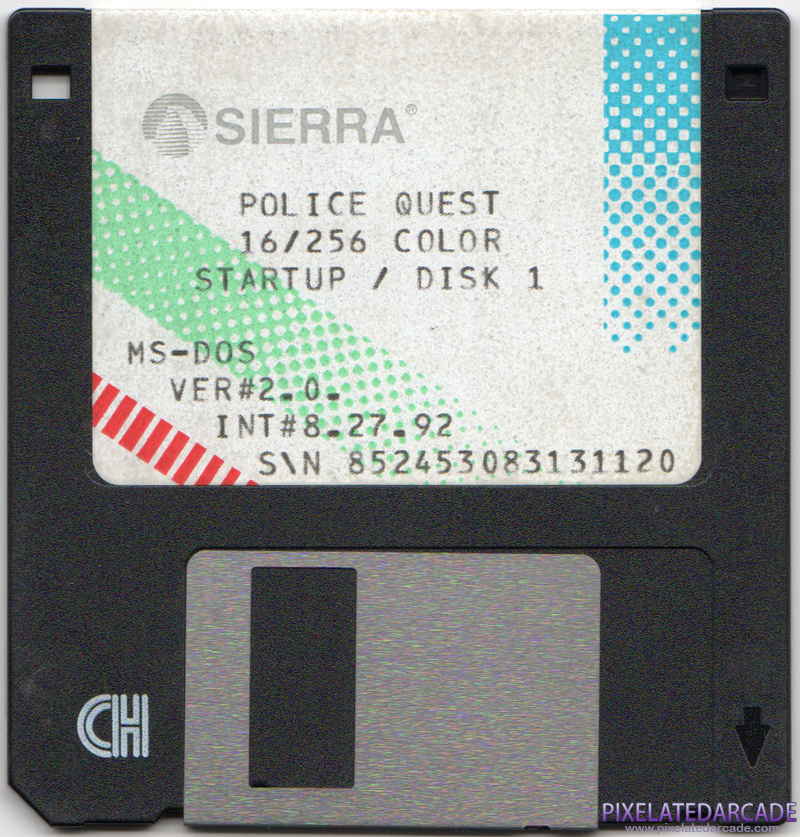 SIERRA®
POLICE QUEST
16/256 COLOR
STARTUP / DISK 1
MS-DOS
VER#2.0.
INT#8.27.92
S\N 852453083131120
CH
PIXELATEDARCADE
www.pixelatedarcade.com